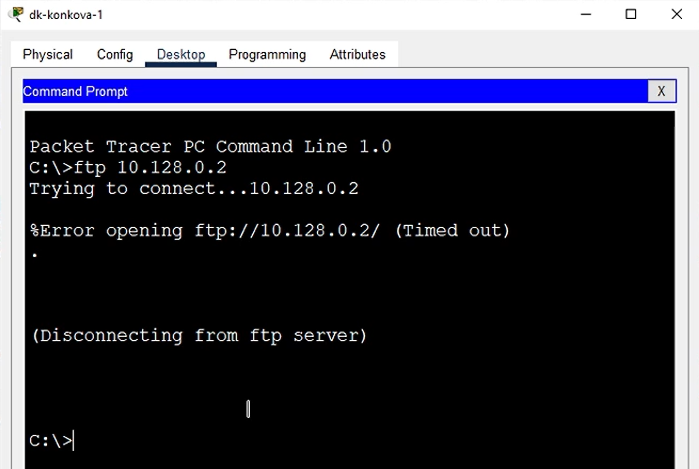 dk-konkova-1
Physical Config Desktop Programming Attributes
Command Prompt X
Packet Tracer PC Command Line 1.0
C:\>ftp 10.128.0.2
Trying to connect...10.128.0.2
%Error opening ftp://10.128.0.2/ (Timed out)
.
(Disconnecting from ftp server)
C:\>